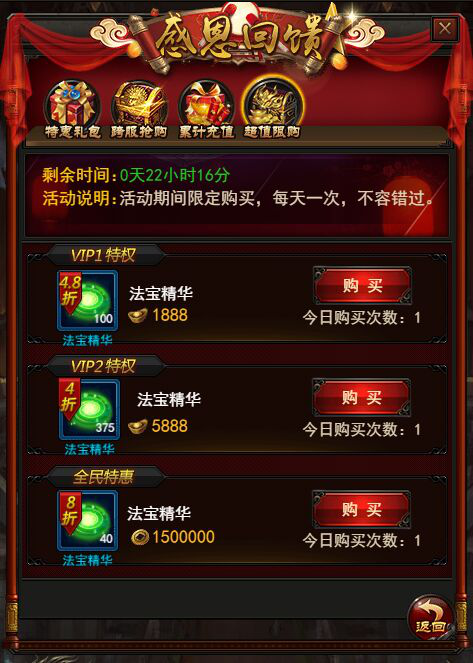 感恩回馈
特惠礼包 跨服抢购 累计充值 超值限购
剩余时间:0天22小时16分
活动说明:活动期间限定购买，每天一次，不容错过。
VIP1特权
4.8折
法宝精华
1888
100
法宝精华
购买
今日购买次数：1
VIP2特权
4折
法宝精华
5888
375
法宝精华
购买
今日购买次数：1
全民特惠
8折
法宝精华
1500000
40
法宝精华
购买
今日购买次数：1
返回